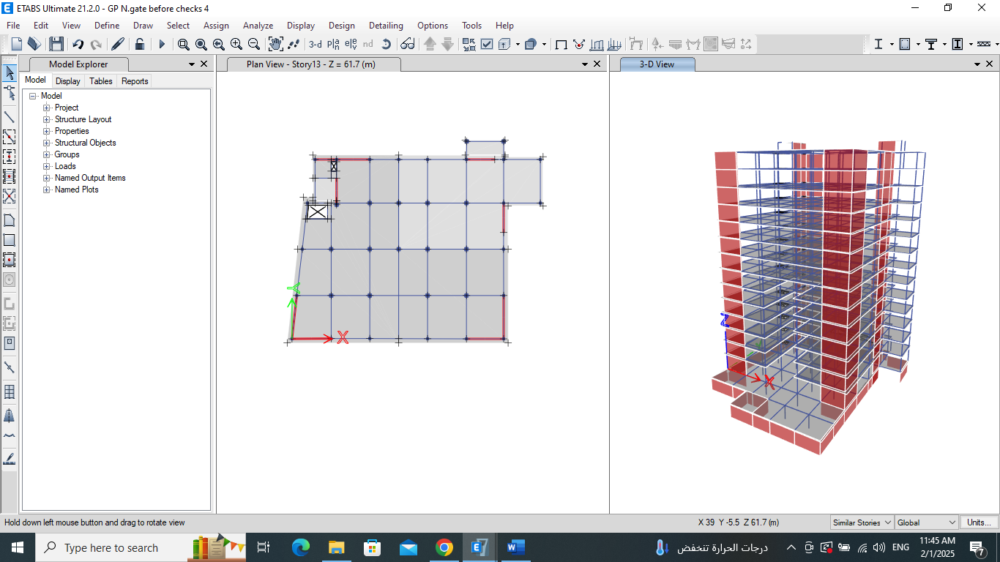 ETABS Ultimate 21.2.0 - GP N.gate before checks 4
File Edit View Define Draw Select Assign Analyze Display Design Detailing Options Tools Help
3-d Pla ele nd
Model Explorer
Model Display Tables Reports
Model
Project
Structure Layout
Properties
Structural Objects
Groups
Loads
Named Output Items
Named Plots
Plan View - Story13 - Z = 61.7 (m)
Y
X
3-D View
Z
X
Hold down left mouse button and drag to rotate view
X 39 Y -5.5 Z 61.7 (m)
Similar Stories
Global
Units...
Type here to search
درجات الحرارة تنخفض
ENG
11:45 AM
2/1/2025
7